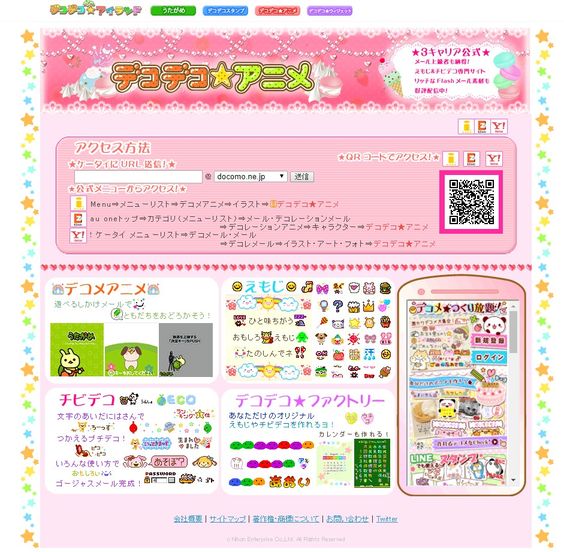 デコデコ★アイランド
うたがめ
デコデコスタンプ
デコデコ★アニメ
デコデコ★ウィジェット
デコデコ★アニメ
★3キャリア公式★
メール上級者も納得!
えもじ&チビデコ専門サイト
リッチなFlashメール素材も
好評配信中!
アクセス方法
★ケータイにURL送信!★
@ docomo.ne.jp 送信
★QRコードでアクセス!★
★公式メニューからアクセス!★
Menu⇒メニューリスト⇒デコメアニメ⇒イラスト⇒デコデコ★アニメ
au oneトップ⇒カテゴリ(メニューリスト)⇒メール・デコレーションメール
⇒デコレーションアニメ⇒キャラクター⇒デコデコ★アニメ
Y!ケータイ メニューリスト⇒デコメール・メール
⇒デコレメール⇒イラスト・アート・フォト⇒デコデコ★アニメ
デコメアニメ
遊べるしかけメールで
ともだちをおどろかそう!
うたがい
えもじ
ひと味ちがう
おもしろ えもじ
たのしんでネ
チビデコ
ECO
文字のあいだにはさんで
つかえるプチデコ!
いろんな使い方で
あそぼ?
PASSWORD
ゴージャスメール完成!
デコデコ★ファクトリー
あなただけのオリジナル
えもじやチビデコを作れるヨ!
カレンダーも作れる!
デコメ★つくり放題!
新規登録
ログイン
LINE
でも使える
スタンプ
会社概要 | サイトマップ | 著作権・商標について | お問い合わせ | Twitter
© Nihon Enterprise Co.,Ltd. All Rights Reserved